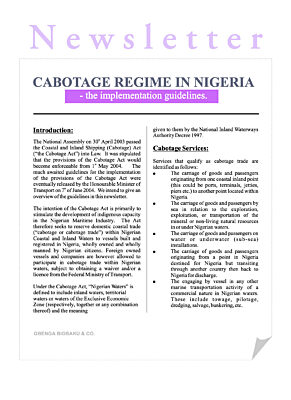 Newsletter
CABOTAGE REGIME IN NIGERIA
- the implementation guidelines.
Introduction:
The National Assembly on 30th April 2003 passed
the Coastal and Inland Shipping (Cabotage) Act
("the Cabotage Act") into Law. It was stipulated
that the provisions of the Cabotage Act would
become enforceable from 1st May 2004. The
much awaited guidelines for the implementation
of the provisions of the Cabotage Act were
eventually released by the Honourable Minister of
Transport on 7th of June 2004. We intend to give an
overview of the guidelines in this newsletter.
The intention of the Cabotage Act is primarily to
stimulate the development of indigenous capacity
in the Nigerian Maritime Industry. The Act
therefore seeks to reserve domestic coastal trade
("cabotage or cabotage trade") within Nigerian
Coastal and Inland Waters to vessels built and
registered in Nigeria, wholly owned and wholly
manned by Nigerian citizens. Foreign owned
vessels and companies are however allowed to
participate in cabotage trade within Nigerian
waters, subject to obtaining a waiver and/or a
licence from the Federal Ministry of Transport.
Under the Cabotage Act, "Nigerian Waters" is
defined to include inland waters, territorial
waters or waters of the Exclusive Economic
Zone (respectively, together or any combination
thereof) and the meaning
GBENGA BIOBAKU & CO.
given to them by the National Inland Waterways
Authority Decree 1997.
Cabotage Services:
Services that qualify as cabotage trade are
identified as follows:
• The carriage of goods and passengers
originating from one coastal inland point
(this could be ports, terminals, jetties,
piers etc.) to another point located within
Nigeria.
• The carriage of goods and passengers by
sea in relation to the exploration,
exploitation, or transportation of the
mineral or non-living natural resources
in or under Nigerian waters.
• The carriage of goods and passengers on
water or underwater (sub-sea)
installations.
• The carriage of goods and passengers
originating from a point in Nigeria
destined for Nigeria but transiting
through another country then back to
Nigeria for discharge.
• The engaging by vessel in any other
marine transportation activity of a
commercial nature in Nigerian waters.
These include towage, pilotage,
dredging, salvage, bunkering, etc.